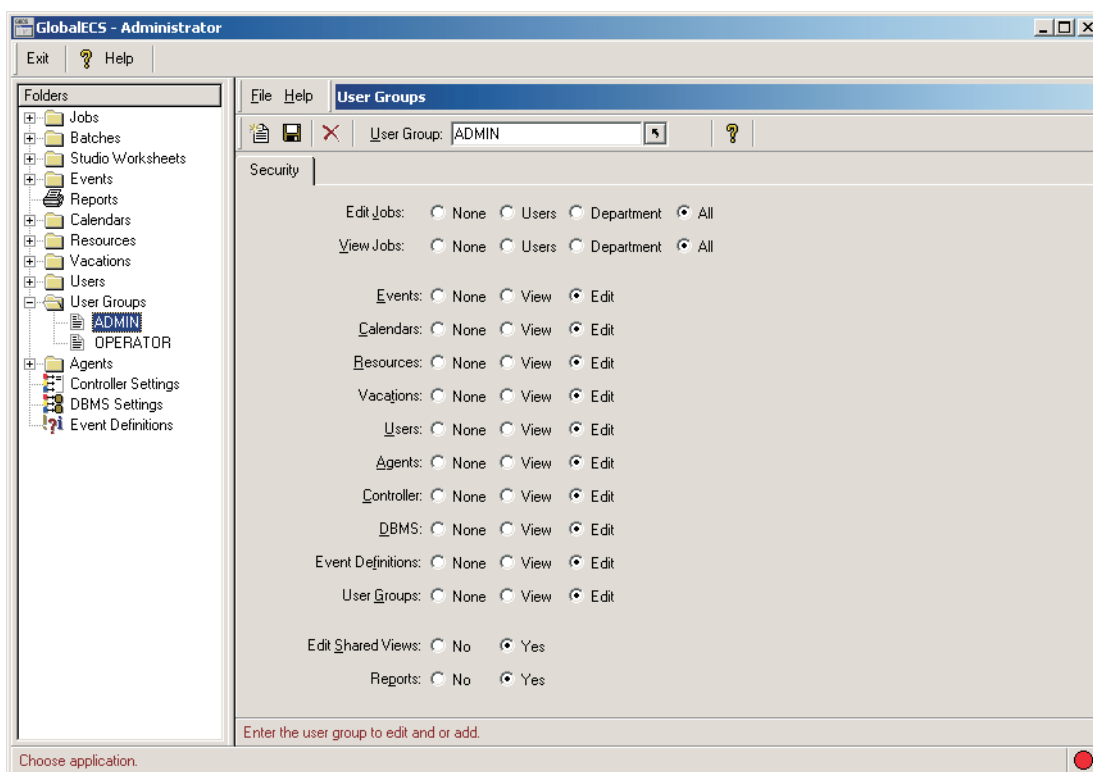 GlobalECS - Administrator
Exit Help
Folders
Jobs
Batches
Studio Worksheets
Events
Reports
Calendars
Resources
Vacations
Users
User Groups
ADMIN
OPERATOR
Agents
Controller Settings
DBMS Settings
Event Definitions
File Help User Groups
User Group: ADMIN
Security
Edit Jobs: None Users Department All
View Jobs: None Users Department All
Events: None View Edit
Calendars: None View Edit
Resources: None View Edit
Vacations: None View Edit
Users: None View Edit
Agents: None View Edit
Controller: None View Edit
DBMS: None View Edit
Event Definitions: None View Edit
User Groups: None View Edit
Edit Shared Views: No Yes
Reports: No Yes
Enter the user group to edit and or add.
Choose application.